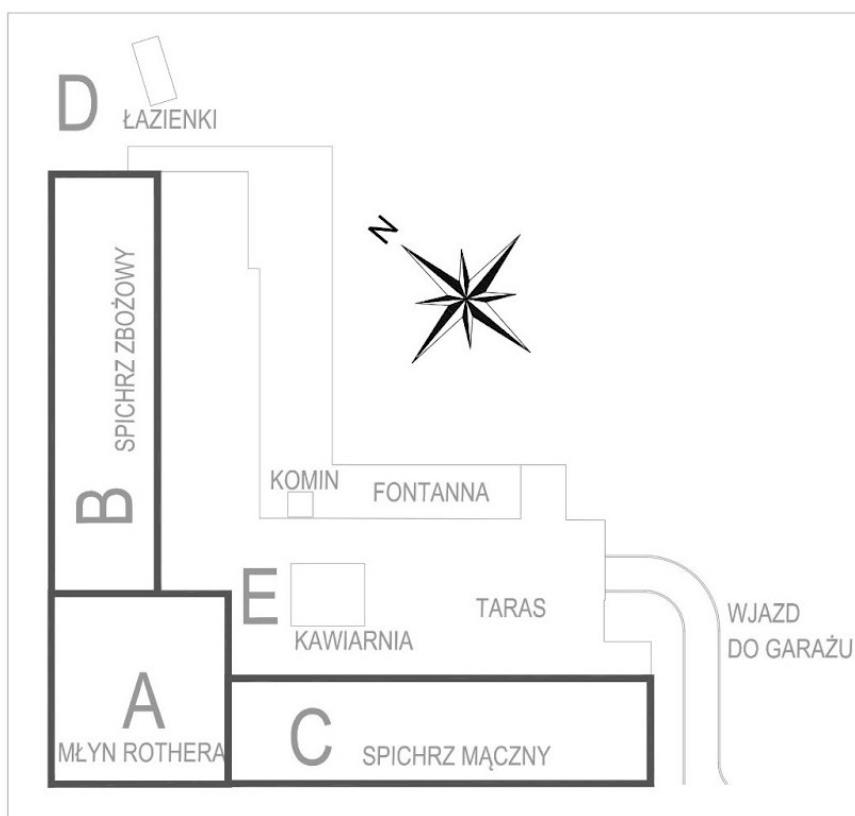 D
ŁAZIENKI
N
SPICHRZ ZBOŻOWY
B
KOMIN
FONTANNA
E
KAWIARNIA
TARAS
WJAZD
DO GARAŻU
A
MŁYN ROTHERA
C
SPICHRZ MĄCZNY